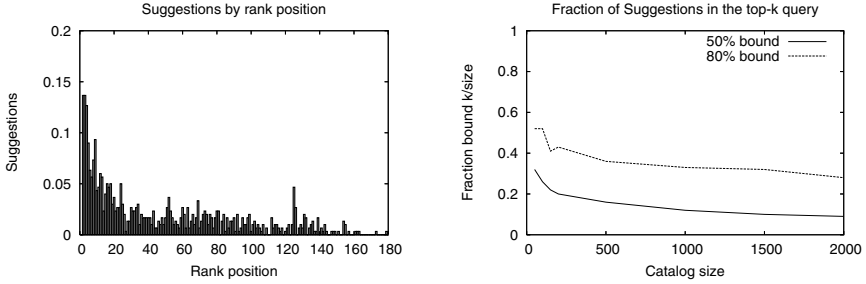 Suggestions by rank position
0.2
0.15
0.1
0.05
0
Suggestions
0 20 40 60 80 100 120 140 160 180
Rank position
Fraction of Suggestions in the top-k query
1
0.8
0.6
0.4
0.2
0
Fraction bound k/size
50% bound
80% bound
0 500 1000 1500 2000
Catalog size